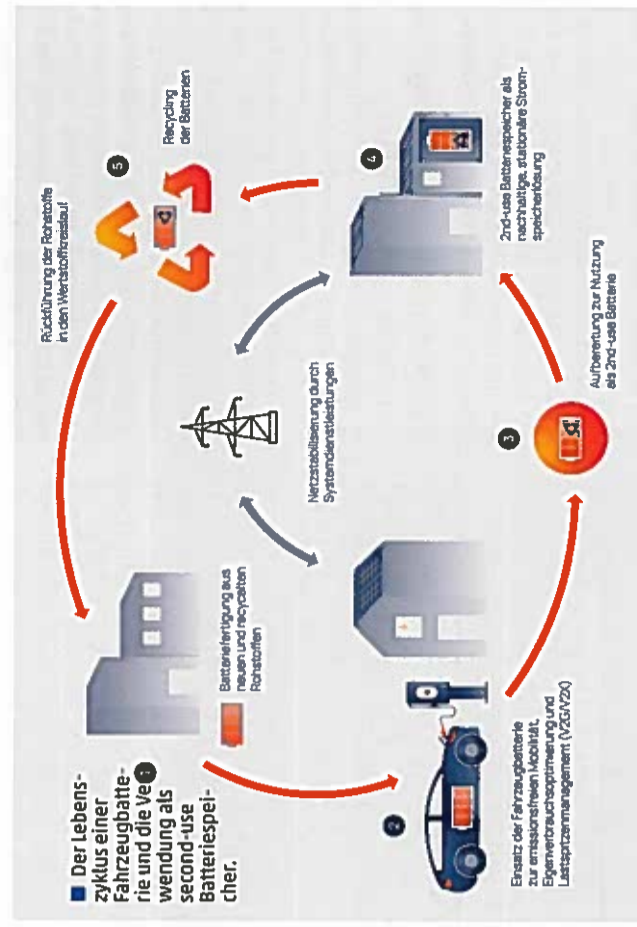 Der Lebens-
zyklus einer
Fahrzeugbatte-
rie und die Ve
wendung als
second-use
Batteriespei-
cher.
1
Batteriefertigung aus
neuen und recycelten
Rohstoffen
2
Einsatz der Fahrzeugbatterie
zur emissionsfreien Mobilität,
Eigenverbrauchsoptimierung und
Lastspitzenmanagement (V2G/V2X)
3
Aufbereitung zur Nutzung
als 2nd-use Batterie
4
2nd-use Batteriespeicher als
nachhaltige, stationäre Strom-
speicherlösung
5
Recycling
der Batterien
Rückführung der Rohstoffe
in den Wertstoffkreislauf
Netzstabilisierung durch
Systemdienstleistungen